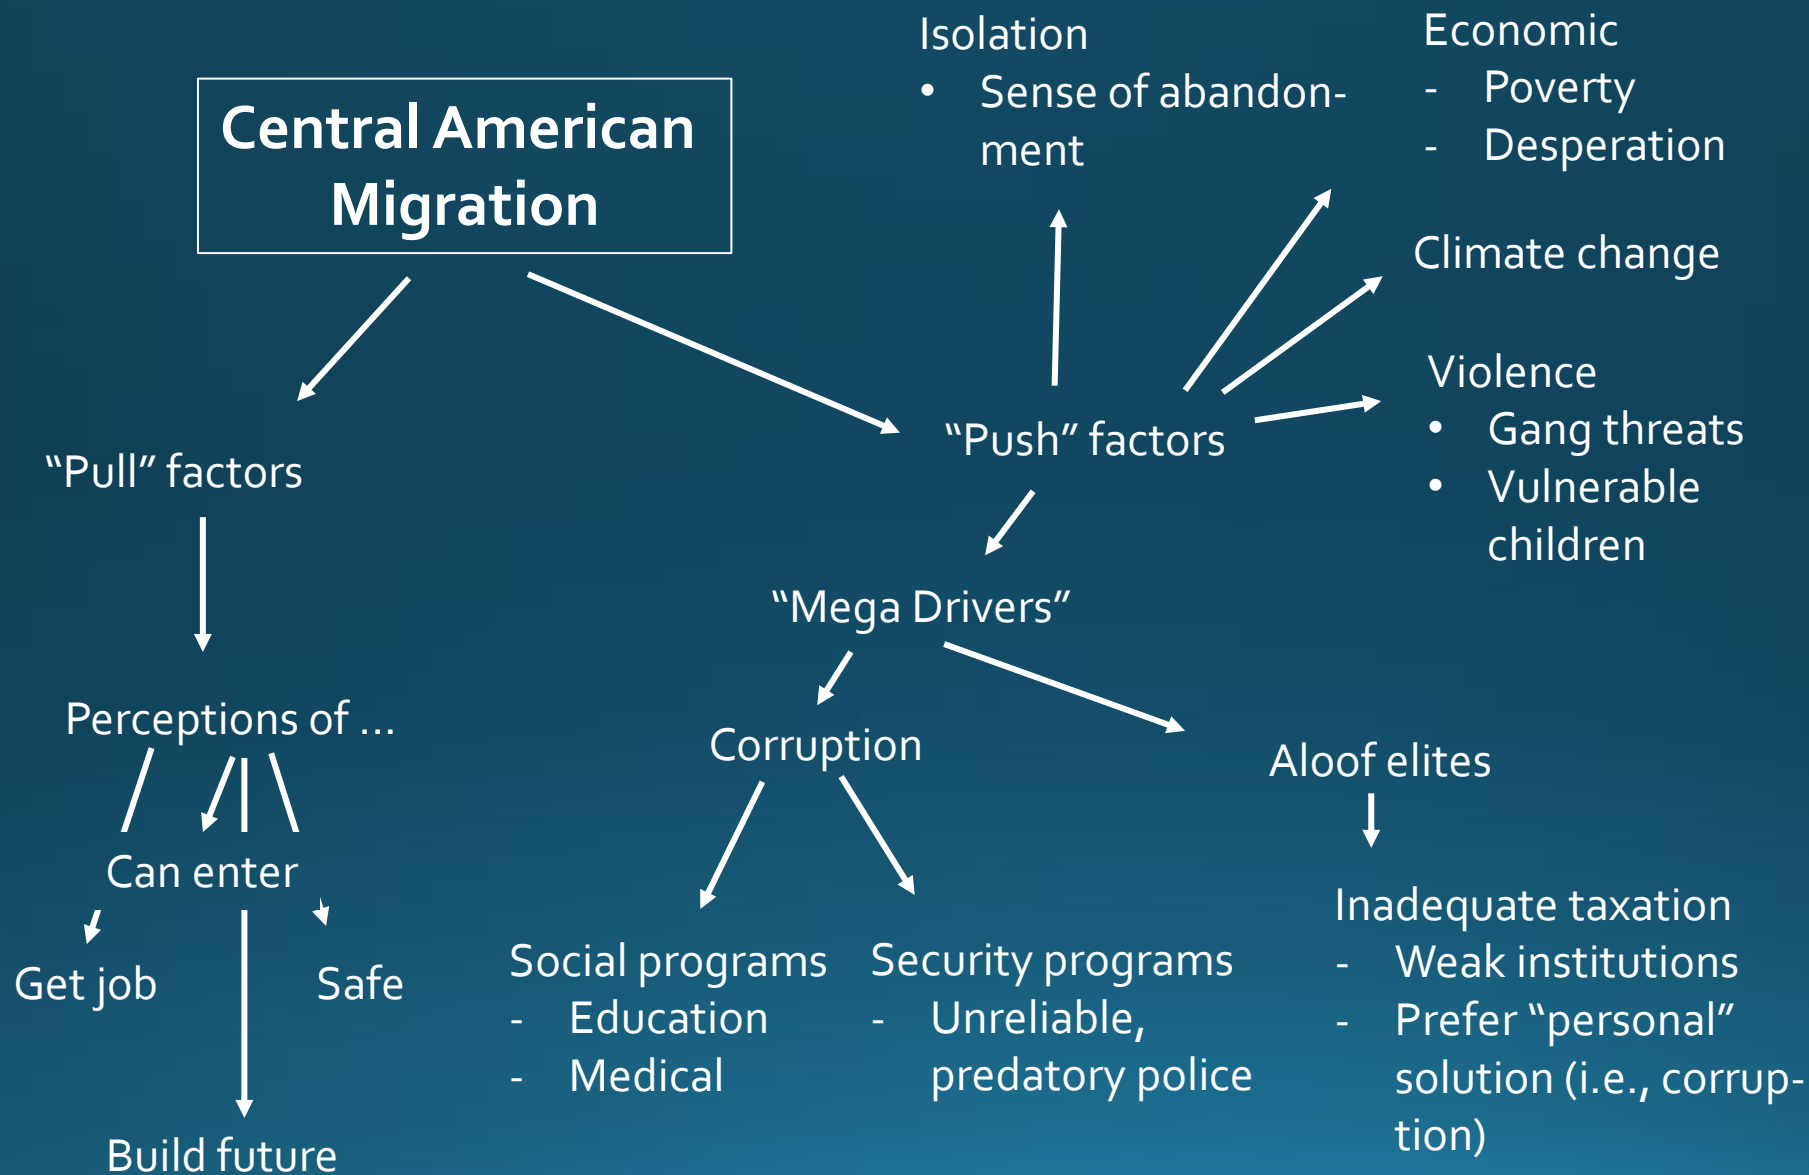 Central American
Migration
Isolation
• Sense of abandon-
ment
Economic
- Poverty
- Desperation
Climate change
Violence
• Gang threats
• Vulnerable
children
“Push” factors
“Pull” factors
“Mega Drivers”
Perceptions of ...
Corruption
Aloof elites
Can enter
Get job
Safe
Build future
Social programs
- Education
- Medical
Security programs
- Unreliable,
predatory police
Inadequate taxation
- Weak institutions
- Prefer “personal”
solution (i.e., corrup-
tion)